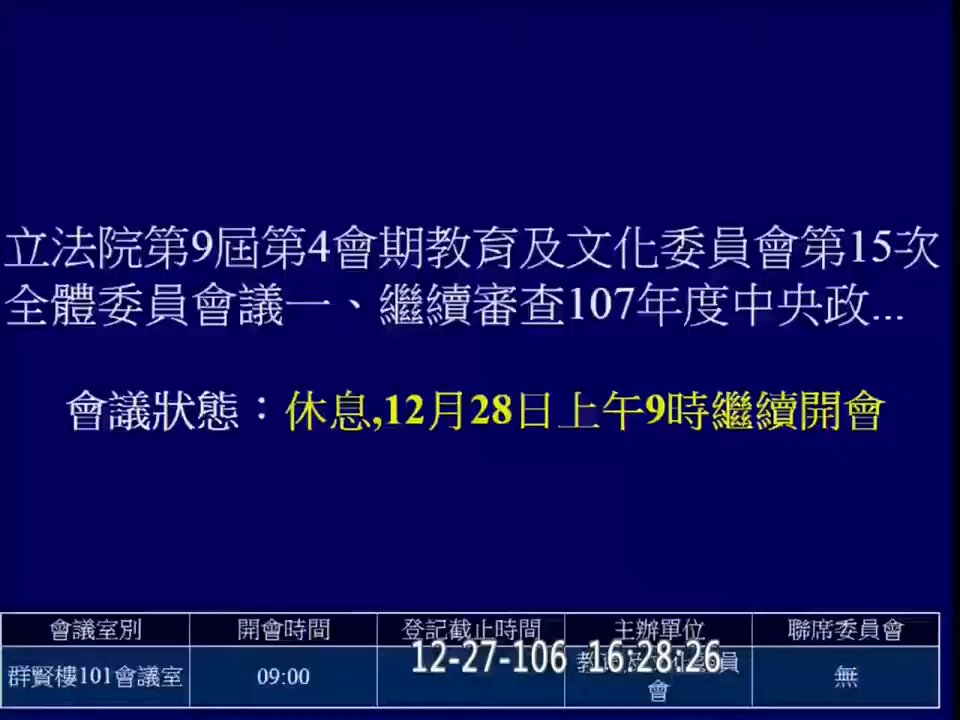 立法院第9屆第4會期教育及文化委員會第15次
全體委員會議一、繼續審查107年度中央政...
會議狀態：休息,12月28日上午9時繼續開會
會議室別 開會時間 登記截止時間 主辦單位 聯席委員會
12-27-106 16:28:26
群賢樓101會議室 09:00 教 員 無
會